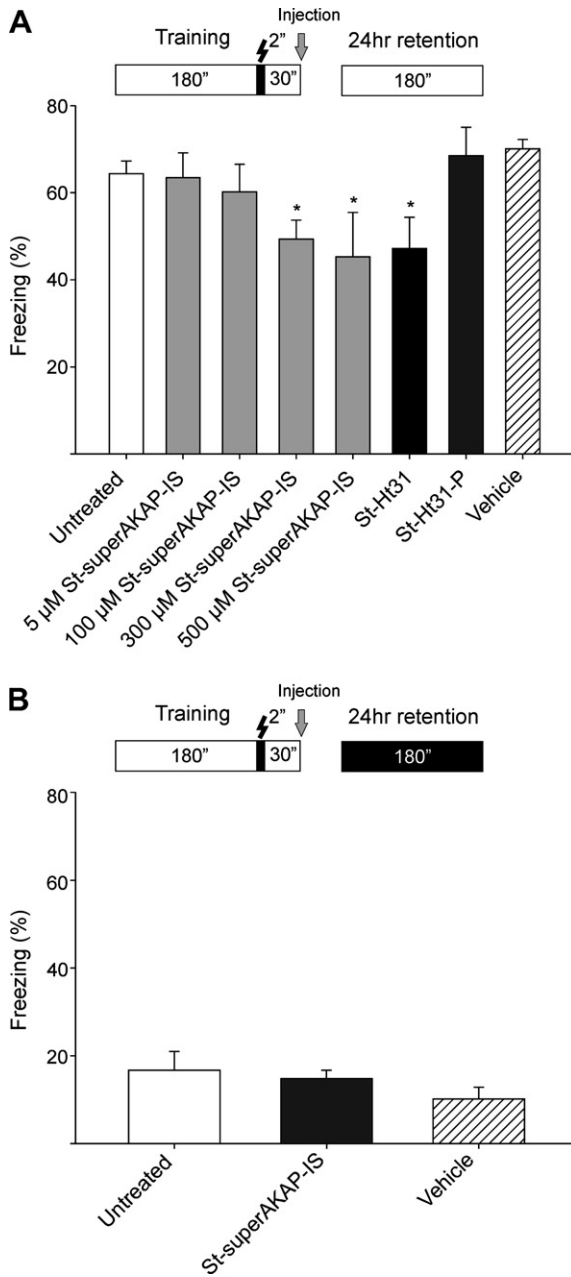 A
Injection
Training 2” 24hr retention
180” 30” 180”
80
60
40
20
Freezing (%)
*
*
*
Untreated
5 µM St-superAKAP-IS
100 µM St-superAKAP-IS
300 µM St-superAKAP-IS
500 µM St-superAKAP-IS
St-Ht31
St-Ht31-P
Vehicle
B
Injection
Training 2” 24hr retention
180” 30” 180”
80
60
40
20
Freezing (%)
Untreated
St-superAKAP-IS
Vehicle